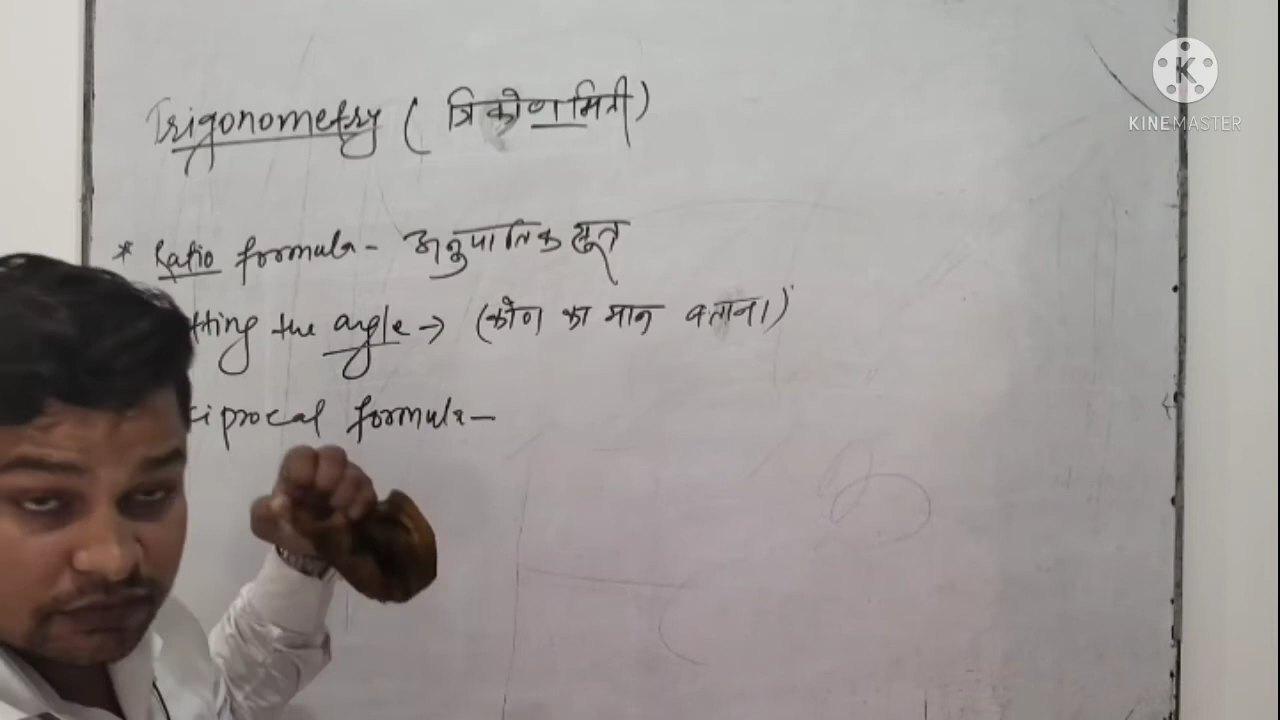 Trigonometry ( त्रिकोणमिती )
* Ratio formula - अनुपातिक सूत्र
tting the angle → (कोण का मान बताना)
ciprocal formula -
K
KINEMASTER